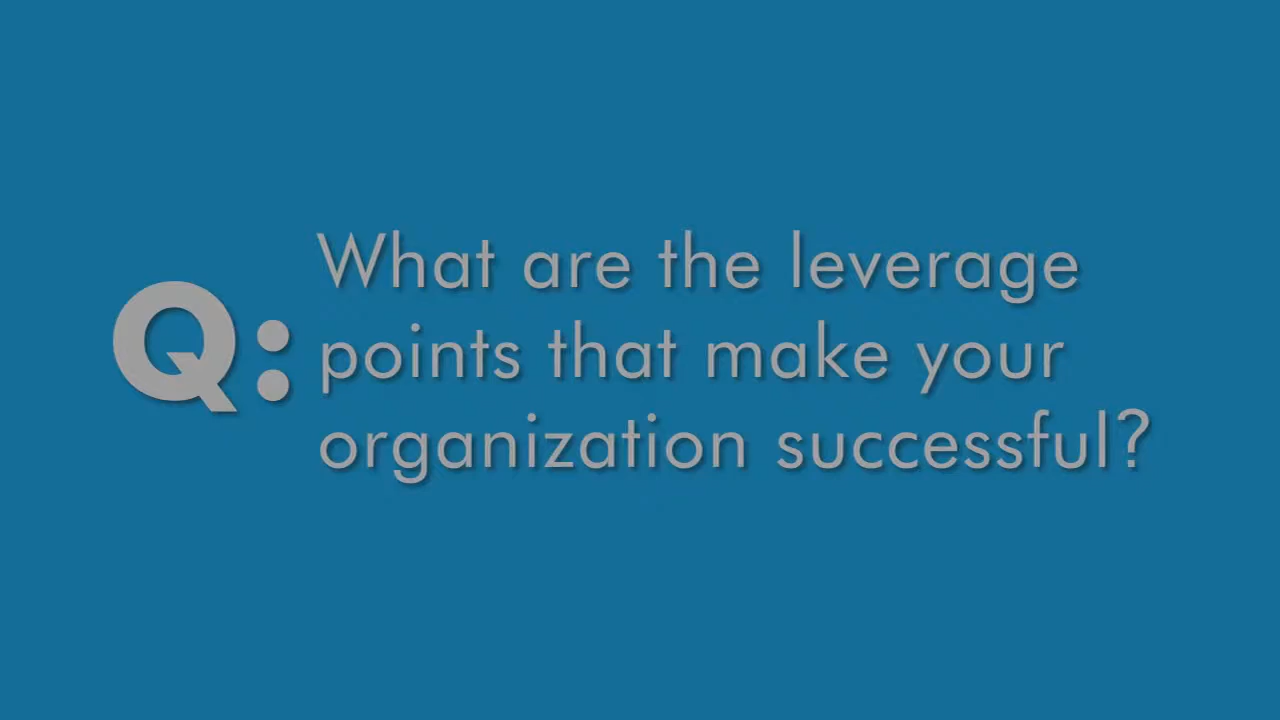 Q: What are the leverage
points that make your
organization successful?